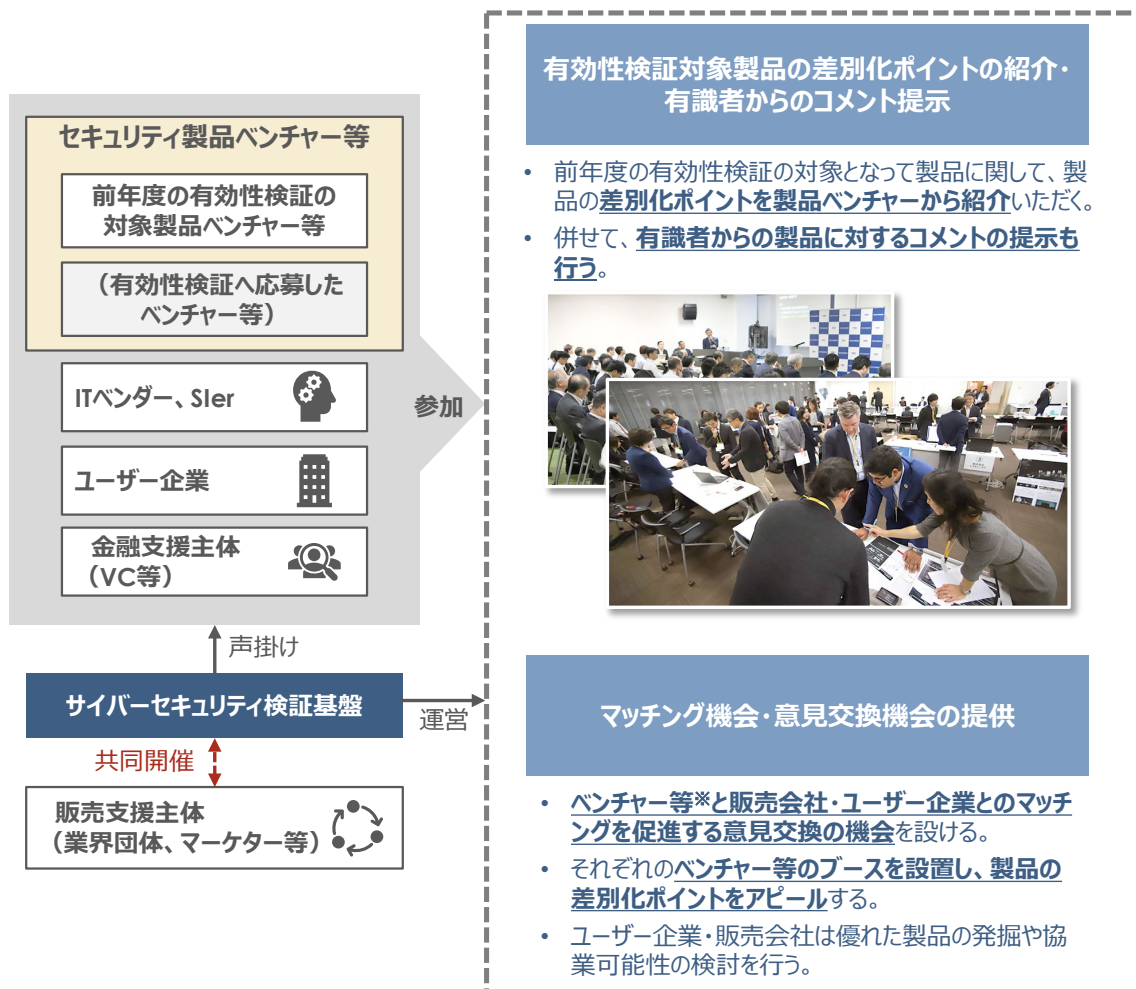 セキュリティ製品ベンチャー等
前年度の有効性検証の
対象製品ベンチャー等
（有効性検証へ応募した
ベンチャー等）
ITベンダー、SIer
ユーザー企業
金融支援主体
（VC等）
参加
声掛け
サイバーセキュリティ検証基盤
運営
共同開催
販売支援主体
（業界団体、マーケター等）
有効性検証対象製品の差別化ポイントの紹介・
有識者からのコメント提示
• 前年度の有効性検証の対象となって製品に関して、製
品の差別化ポイントを製品ベンチャーから紹介いただく。
• 併せて、有識者からの製品に対するコメントの提示も
行う。
マッチング機会・意見交換機会の提供
• ベンチャー等※と販売会社・ユーザー企業とのマッチ
ングを促進する意見交換の機会を設ける。
• それぞれのベンチャー等のブースを設置し、製品の
差別化ポイントをアピールする。
• ユーザー企業・販売会社は優れた製品の発掘や協
業可能性の検討を行う。